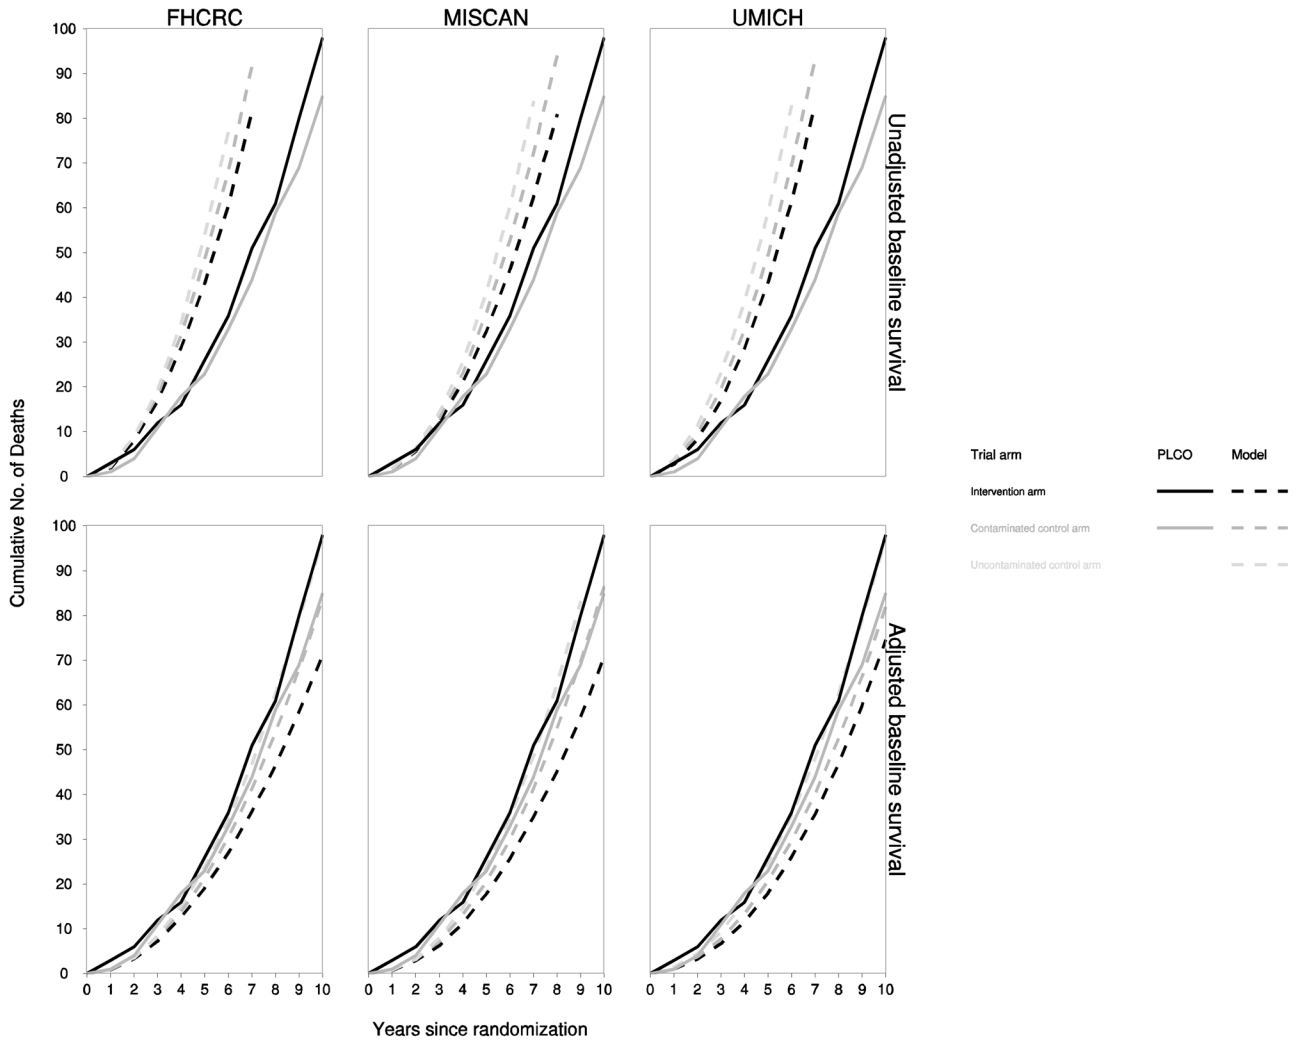 FHCRC MISCAN UMICH
100
90
80
70
60
50
40
30
20
10
0
Unadjusted baseline survival
Cumulative No. of Deaths
100
90
80
70
60
50
40
30
20
10
0
Adjusted baseline survival
0 1 2 3 4 5 6 7 8 9 10 0 1 2 3 4 5 6 7 8 9 10 0 1 2 3 4 5 6 7 8 9 10
Years since randomization
Trial arm PLCO Model
Intervention arm
Contaminated control arm
Uncontaminated control arm